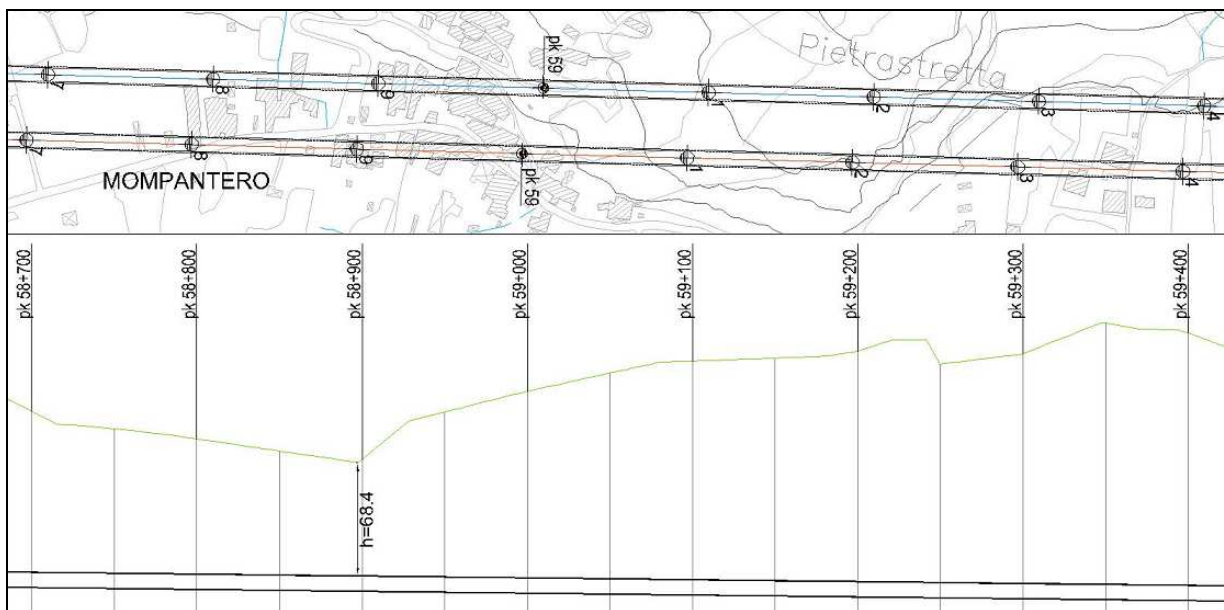 pk 59
Pietrastretta
7
8
9
1
2
3
4
7
8
9
pk 59
1
2
3
4
MOMPANTERO
pk 58+700
pk 58+800
pk 58+900
pk 59+000
pk 59+100
pk 59+200
pk 59+300
pk 59+400
h=68.4